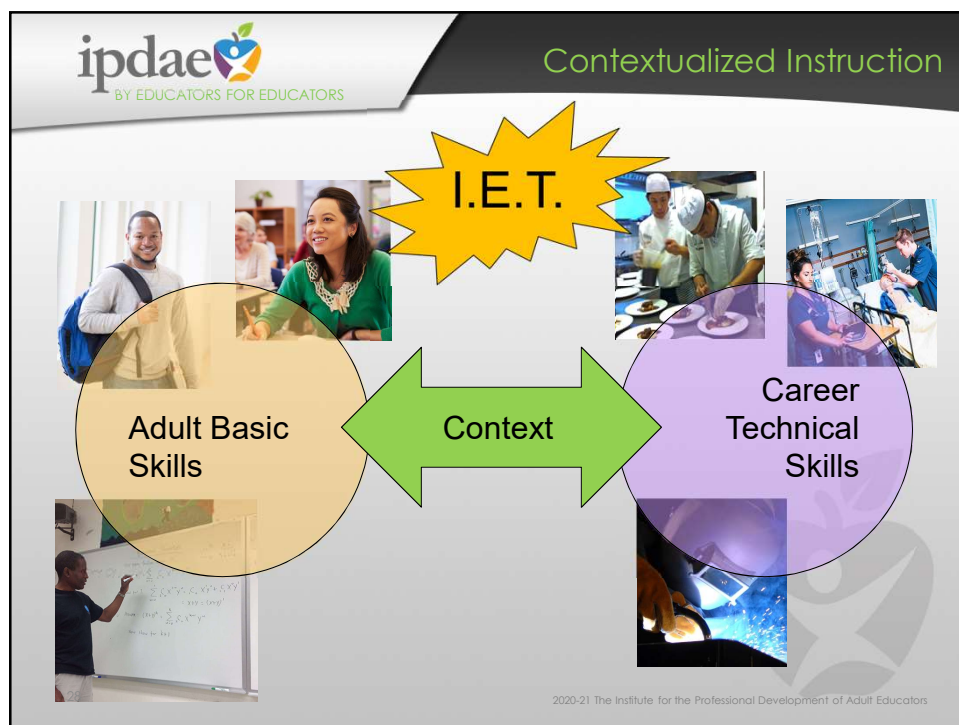 ipdae
BY EDUCATORS FOR EDUCATORS
Contextualized Instruction
I.E.T.
Adult Basic
Skills
Context
Career
Technical
Skills
28
2020-21 The Institute for the Professional Development of Adult Educators